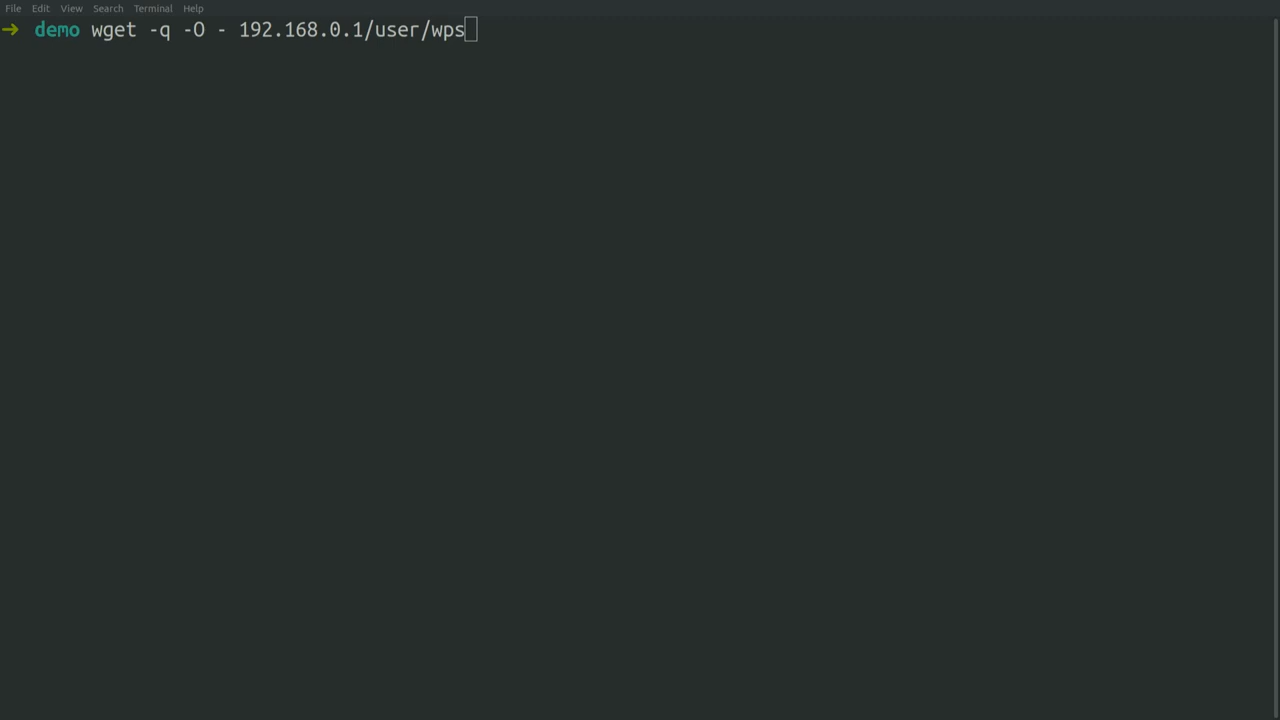 File Edit View Search Terminal Help
➜ demo wget -q -O - 192.168.0.1/user/wps